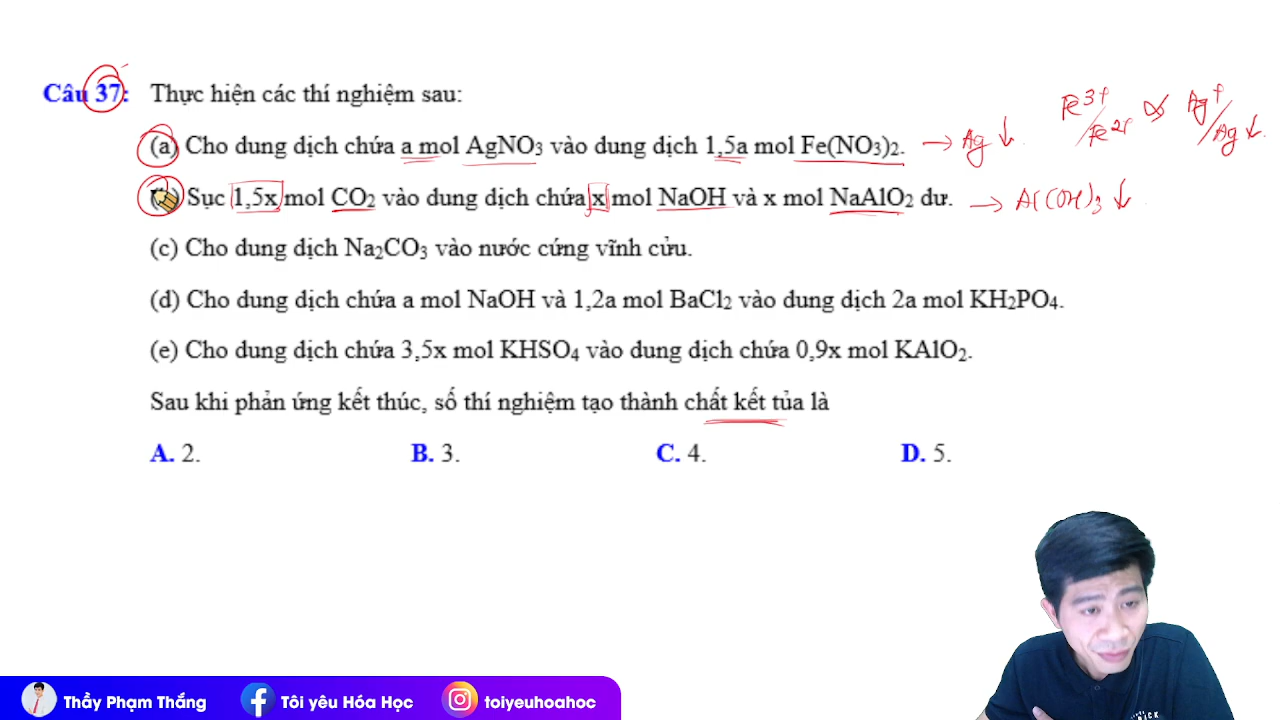 Câu 37: Thực hiện các thí nghiệm sau:
(a) Cho dung dịch chứa a mol AgNO3 vào dung dịch 1,5a mol Fe(NO3)2. → Ag ↓ Fe3+/Fe2+ Ag+/Ag ↓
Sục 1,5x mol CO2 vào dung dịch chứa x mol NaOH và x mol NaAlO2 dư. → Al(OH)3 ↓
(c) Cho dung dịch Na2CO3 vào nước cứng vĩnh cửu.
(d) Cho dung dịch chứa a mol NaOH và 1,2a mol BaCl2 vào dung dịch 2a mol KH2PO4.
(e) Cho dung dịch chứa 3,5x mol KHSO4 vào dung dịch chứa 0,9x mol KAlO2.
Sau khi phản ứng kết thúc, số thí nghiệm tạo thành chất kết tủa là
A. 2. B. 3. C. 4. D. 5.
Thầy Phạm Thắng Tôi yêu Hóa Học toiyeuhoahoc